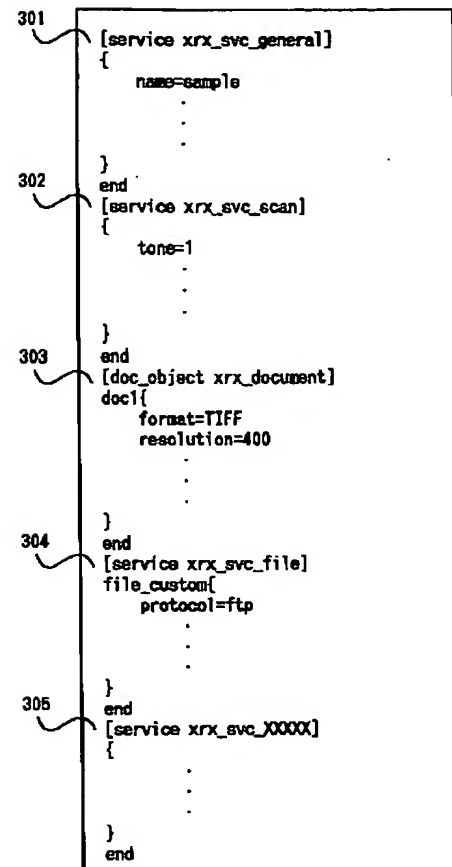 301
[service xrx_svc_general]
{
name=sample
.
.
.
}
end
302
[service xrx_svc_scan]
{
tone=1
.
.
.
}
end
303
[doc_object xrx_document]
doc1{
format=TIFF
resolution=400
.
.
.
}
end
304
[service xrx_svc_file]
file_custom{
protocol=ftp
.
.
.
}
end
305
[service xrx_svc_XXXXX]
{
.
.
.
}
end